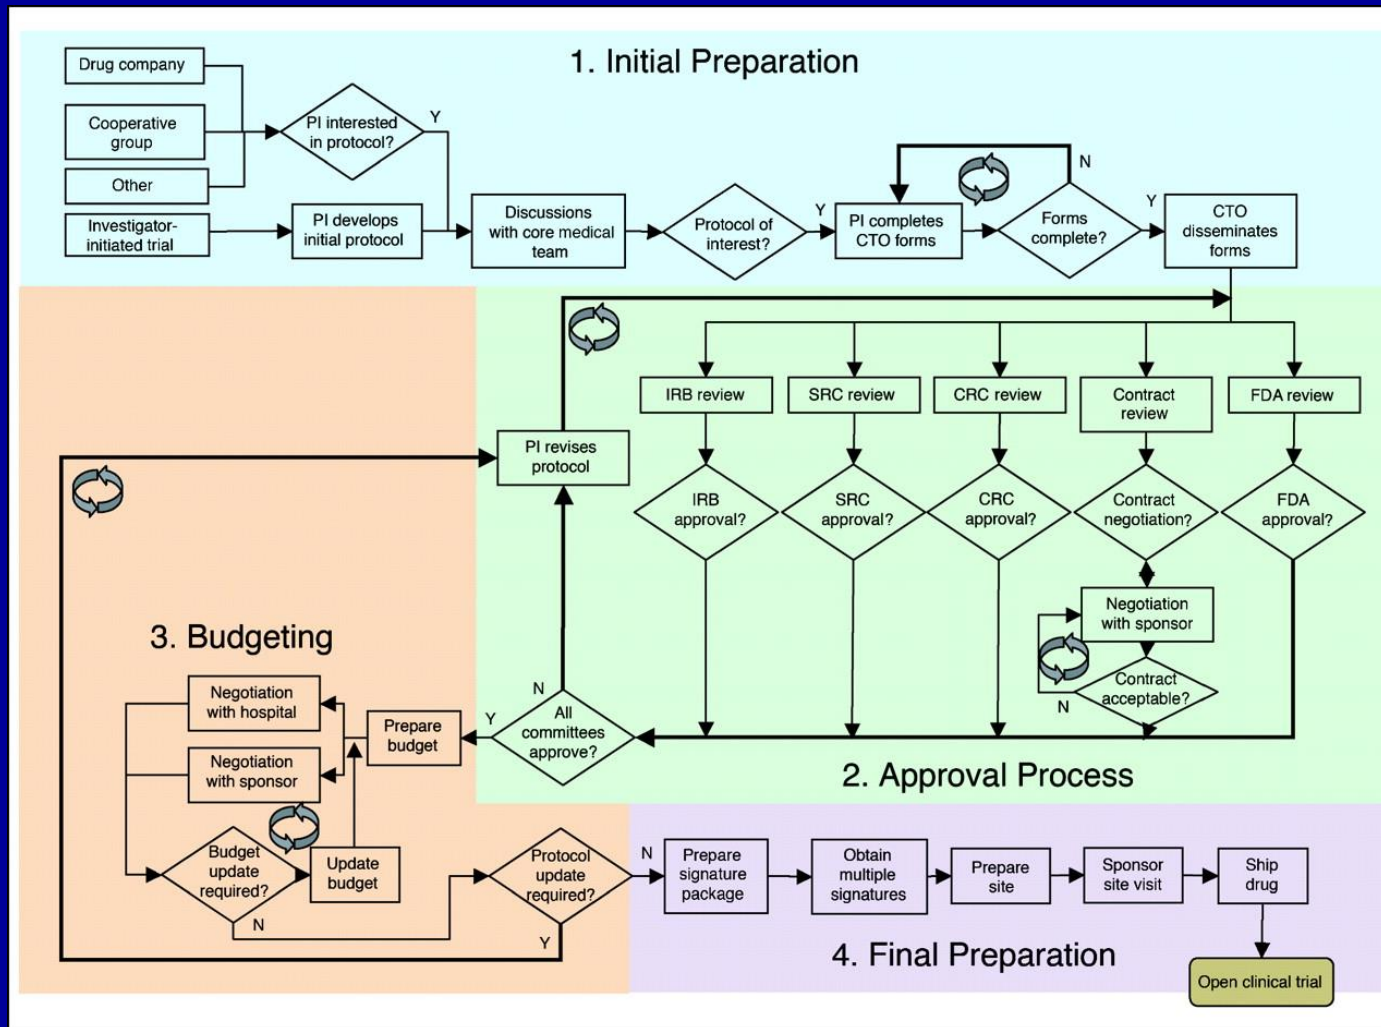 1. Initial Preparation
Drug company
Cooperative
group
Other
Investigator-
initiated trial
PI interested
in protocol?
Y
PI develops
initial protocol
Discussions
with core medical
team
Protocol of
interest?
Y
PI completes
CTO forms
N
Forms
complete?
Y
CTO
disseminates
forms
IRB review
SRC review
CRC review
Contract
review
FDA review
PI revises
protocol
IRB
approval?
SRC
approval?
CRC
approval?
Contract
negotiation?
FDA
approval?
Negotiation
with sponsor
Contract
acceptable?
N
N
All
committees
approve?
Y
2. Approval Process
3. Budgeting
Negotiation
with hospital
Prepare
budget
Negotiation
with sponsor
Budget
update
required?
Update
budget
N
Protocol
update
required?
Y
N
Prepare
signature
package
Obtain
multiple
signatures
Prepare
site
Sponsor
site visit
Ship
drug
4. Final Preparation
Open clinical trial